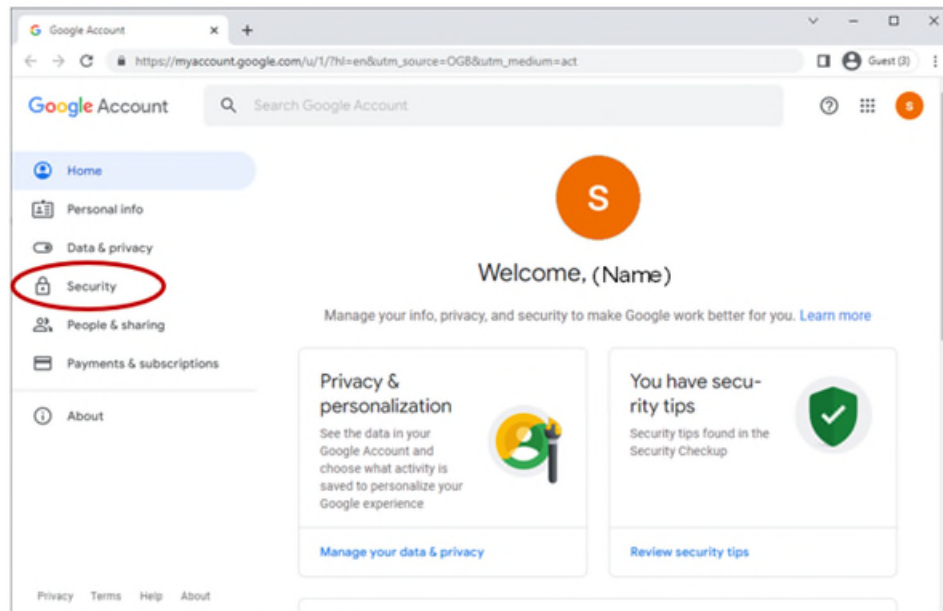 G Google Account
https://myaccount.google.com/u/1/?hl=en&utm_source=OGB&utm_medium=act
Guest (3)
Google Account
Search Google Account
S
Home
Personal info
Data & privacy
Security
People & sharing
Payments & subscriptions
About
S
Welcome, (Name)
Manage your info, privacy, and security to make Google work better for you. Learn more
Privacy &
personalization
See the data in your
Google Account and
choose what activity is
saved to personalize your
Google experience
Manage your data & privacy
You have secu-
rity tips
Security tips found in the
Security Checkup
Review security tips
Privacy Terms Help About